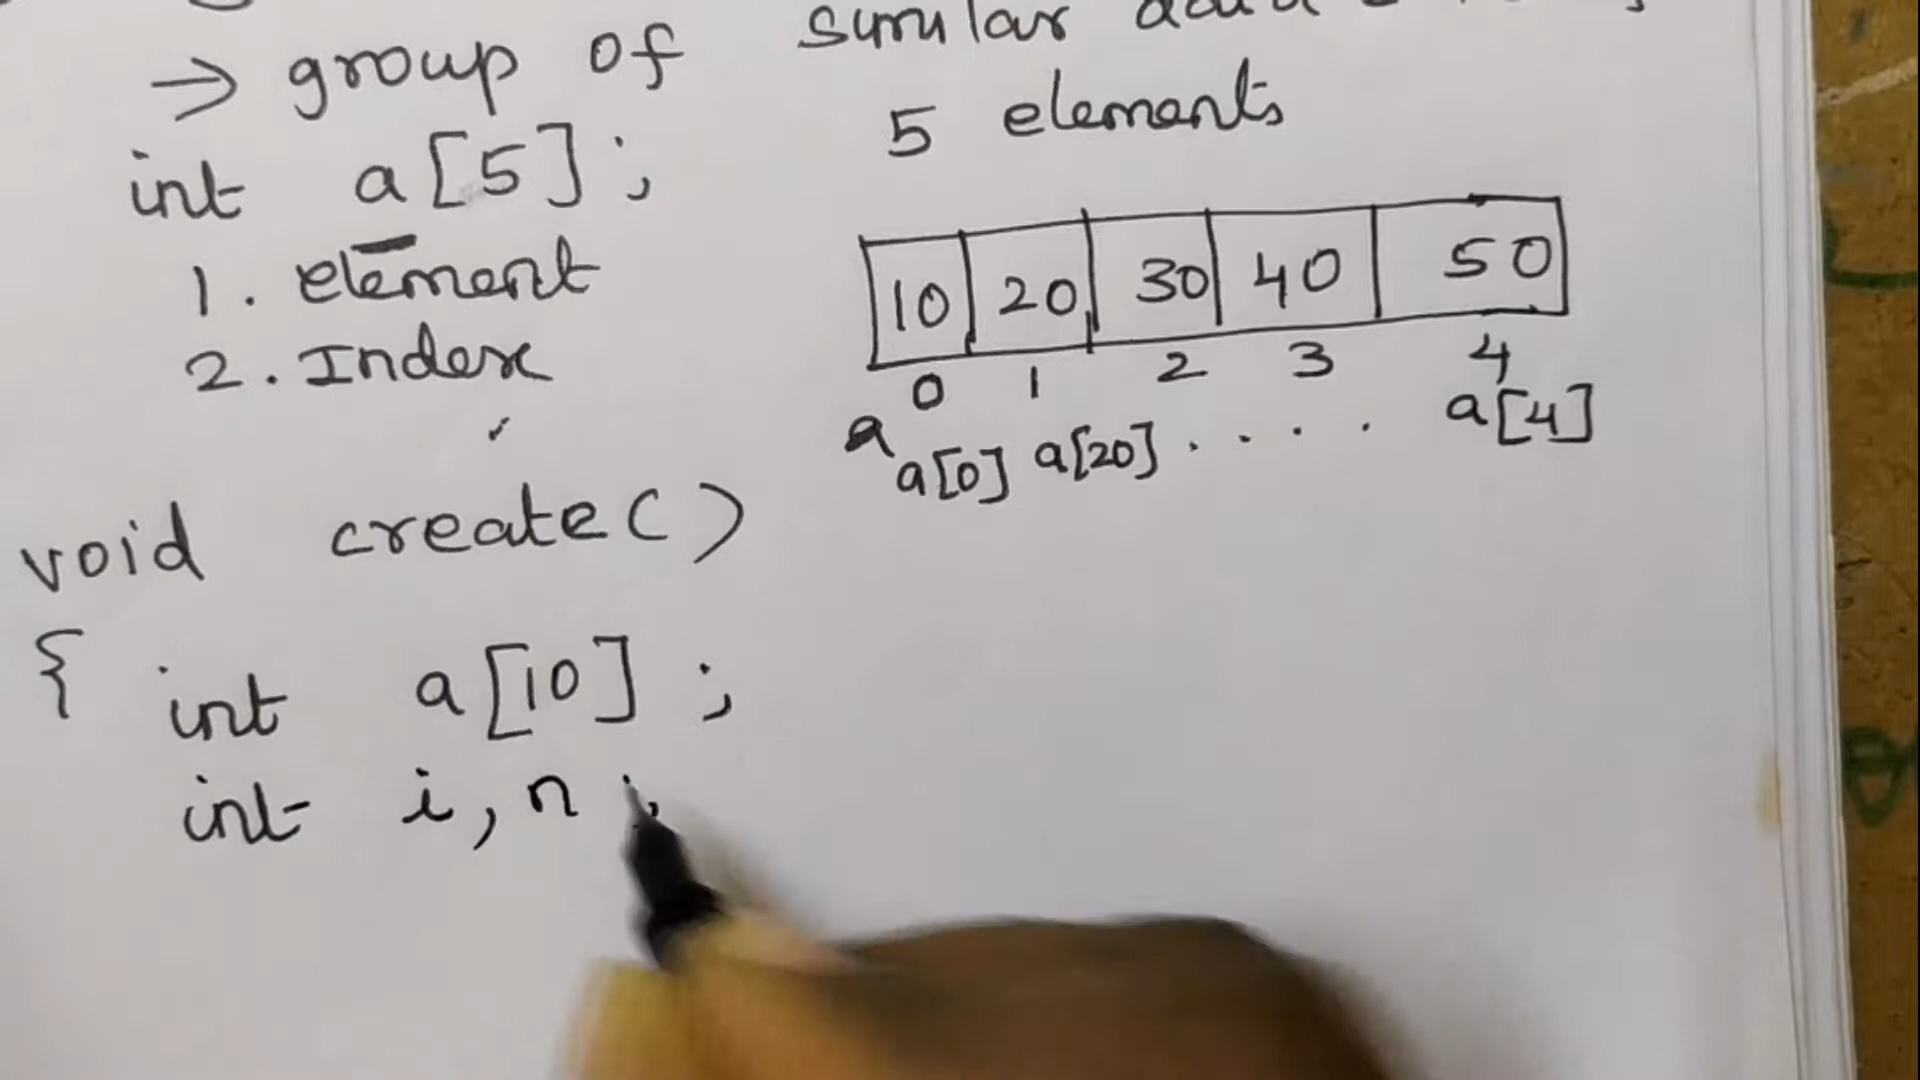 → group of similar
5 elements
int a[5];
1. element
2. Index
10 20 30 40 50
0 1 2 3 4
a a[0] a[20] . . . . a[4]
void create()
{ int a[10];
int i, n;